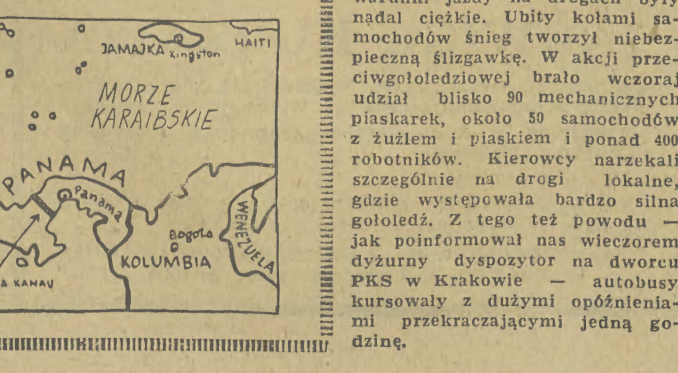 JAMAJKA
Kingston
HAITI
MORZE
KARAIBSKIE
PANAMA
Panama
Bogota
KOLUMBIA
WENEZUELA
A KANAU
nadal ciężkie. Ubity kołami sa-
mochodów śnieg tworzył niebez-
pieczną ślizgawkę. W akcji prze-
ciwgołoledziowej brało wczoraj
udział blisko 90 mechanicznych
piaskarek, około 50 samochodów
z żużlem i piaskiem i ponad 400
robotników. Kierowcy narzekali
szczególnie na drogi lokalne,
gdzie występowała bardzo silna
gołoledź. Z tego też powodu —
jak poinformował nas wieczorem
dyżurny dyspozytor na dworcu
PKS w Krakowie — autobusy
kursowały z dużymi opóźnienia-
mi przekraczającymi jedną go-
dzinę.